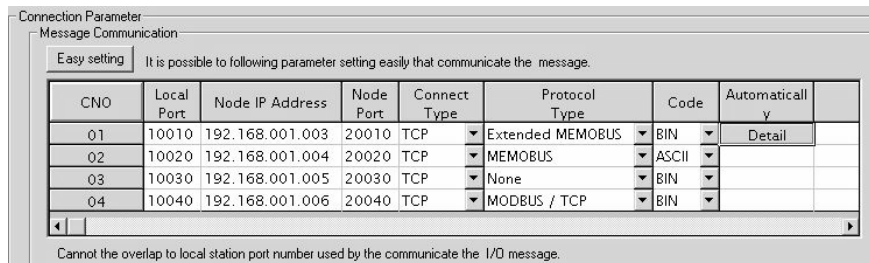 Connection Parameter
Message Communication
Easy setting It is possible to following parameter setting easily that communicate the message.
CNO Local Port Node IP Address Node Port Connect Type Protocol Type Code Automaticall y
01 10010 192.168.001.003 20010 TCP Extended MEMOBUS BIN Detail
02 10020 192.168.001.004 20020 TCP MEMOBUS ASCII
03 10030 192.168.001.005 20030 TCP None BIN
04 10040 192.168.001.006 20040 TCP MODBUS / TCP BIN
Cannot the overlap to local station port number used by the communicate the I/O message.